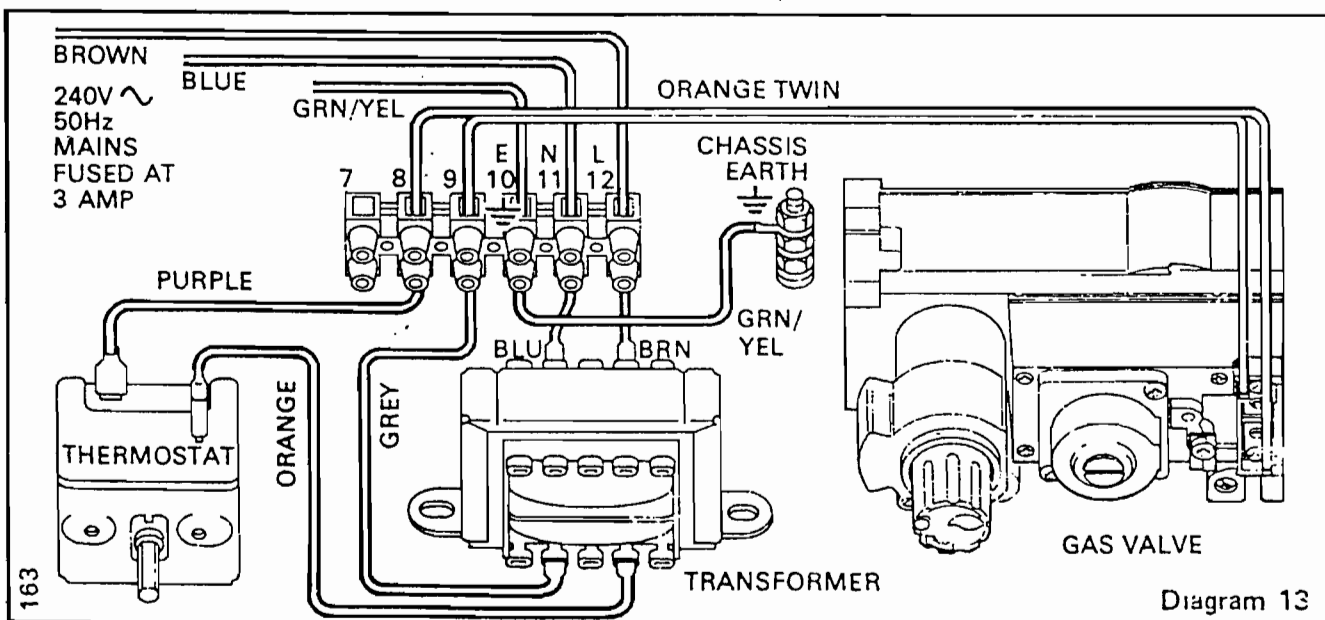 BROWN
BLUE
240V ∿
50Hz
MAINS
FUSED AT
3 AMP
GRN/YEL
ORANGE TWIN
CHASSIS
EARTH
E N L
7 8 9 10 11 12
PURPLE
GRN/
YEL
BLU
BRN
ORANGE
GREY
THERMOSTAT
TRANSFORMER
GAS VALVE
163
Diagram 13